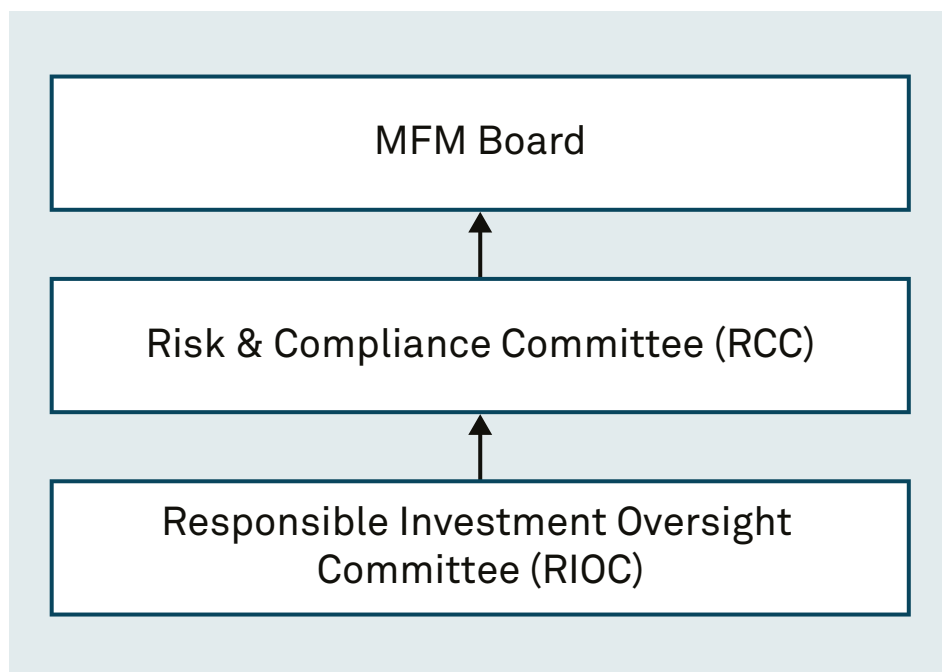 MFM Board
Risk & Compliance Committee (RCC)
Responsible Investment Oversight
Committee (RIOC)